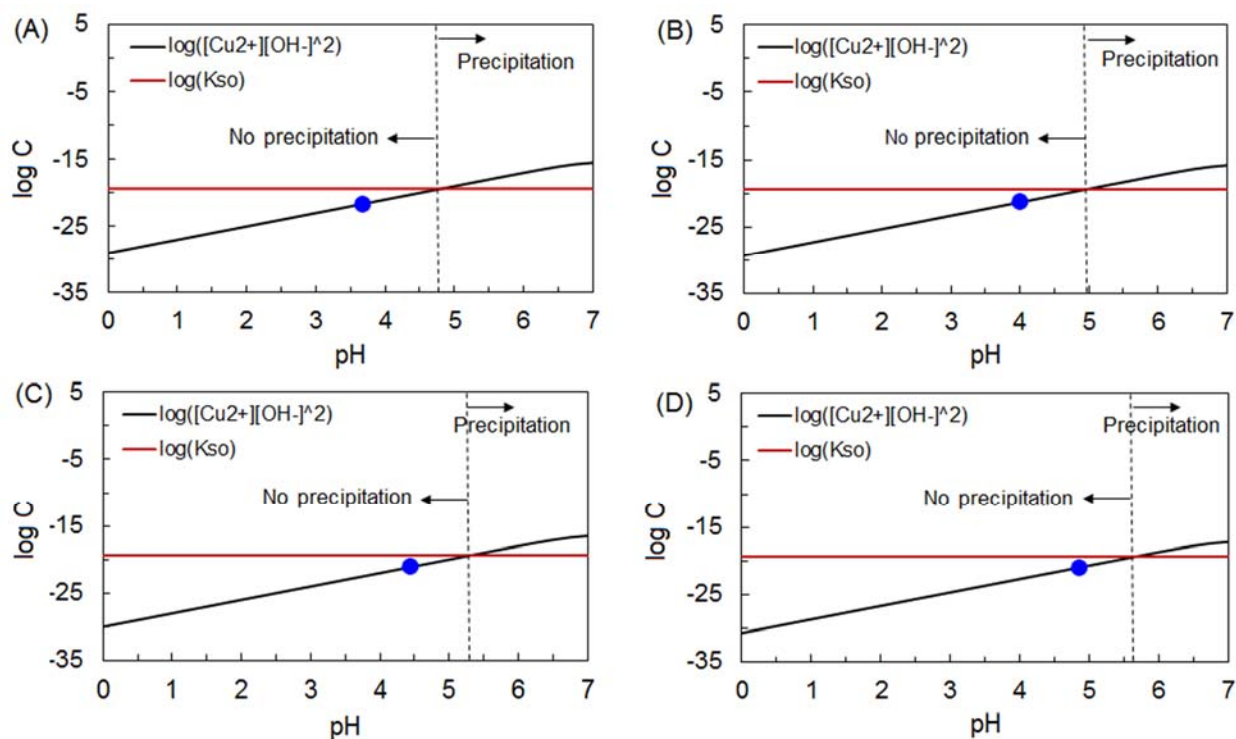 (A)
log([Cu2+][OH-]^2)
log(Kso)
Precipitation
No precipitation
log C
5
-5
-15
-25
-35
0 1 2 3 4 5 6 7
pH
(B)
log([Cu2+][OH-]^2)
log(Kso)
Precipitation
No precipitation
log C
5
-5
-15
-25
-35
0 1 2 3 4 5 6 7
pH
(C)
log([Cu2+][OH-]^2)
log(Kso)
Precipitation
No precipitation
log C
5
-5
-15
-25
-35
0 1 2 3 4 5 6 7
pH
(D)
log([Cu2+][OH-]^2)
log(Kso)
Precipitation
No precipitation
log C
5
-5
-15
-25
-35
0 1 2 3 4 5 6 7
pH